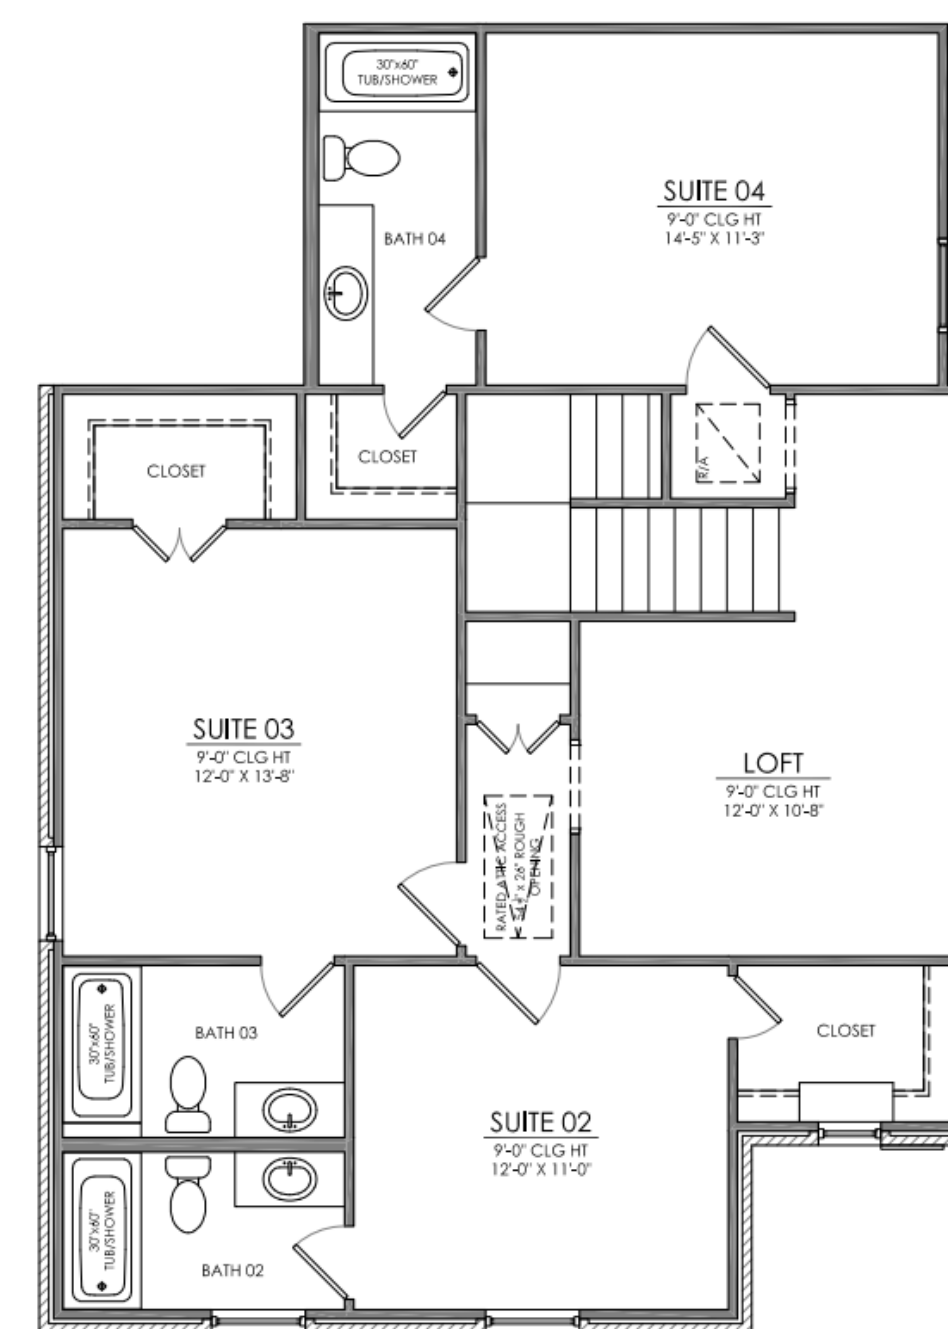 30"x60"
TUB/SHOWER
SUITE 04
9'-0" CLG HT
14'-5" X 11'-3"
BATH 04
CLOSET
CLOSET
R/A
SUITE 03
9'-0" CLG HT
12'-0" X 13'-8"
LOFT
9'-0" CLG HT
12'-0" X 10'-8"
RATED ATTIC ACCESS
x 26" ROUGH
OPENING
30"x60"
TUB/SHOWER
BATH 03
CLOSET
SUITE 02
9'-0" CLG HT
12'-0" X 11'-0"
30"x60"
TUB/SHOWER
BATH 02